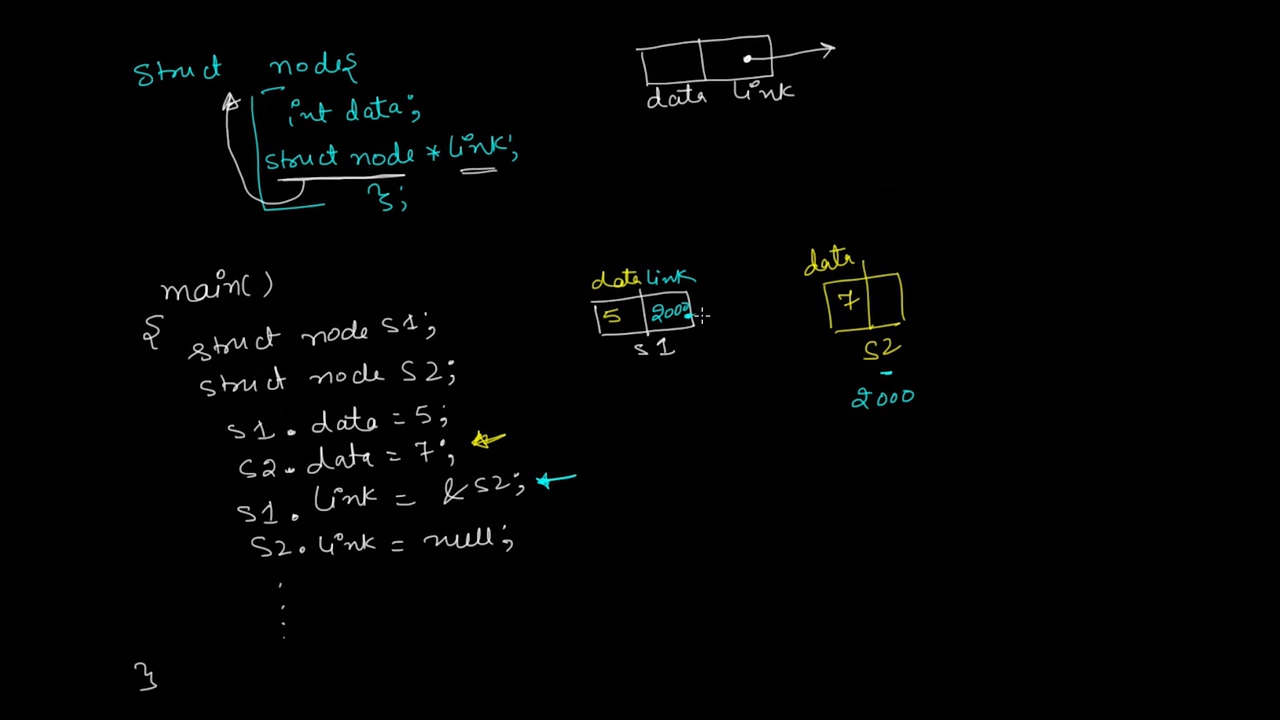 struct node{
int data;
struct node * link;
};
data link
main()
{
struct node s1;
struct node s2;
s1.data = 5;
s2.data = 7;
s1.link = &s2;
s2.link = null;
}
data link
5 2000
s1
data
7
s2
2000